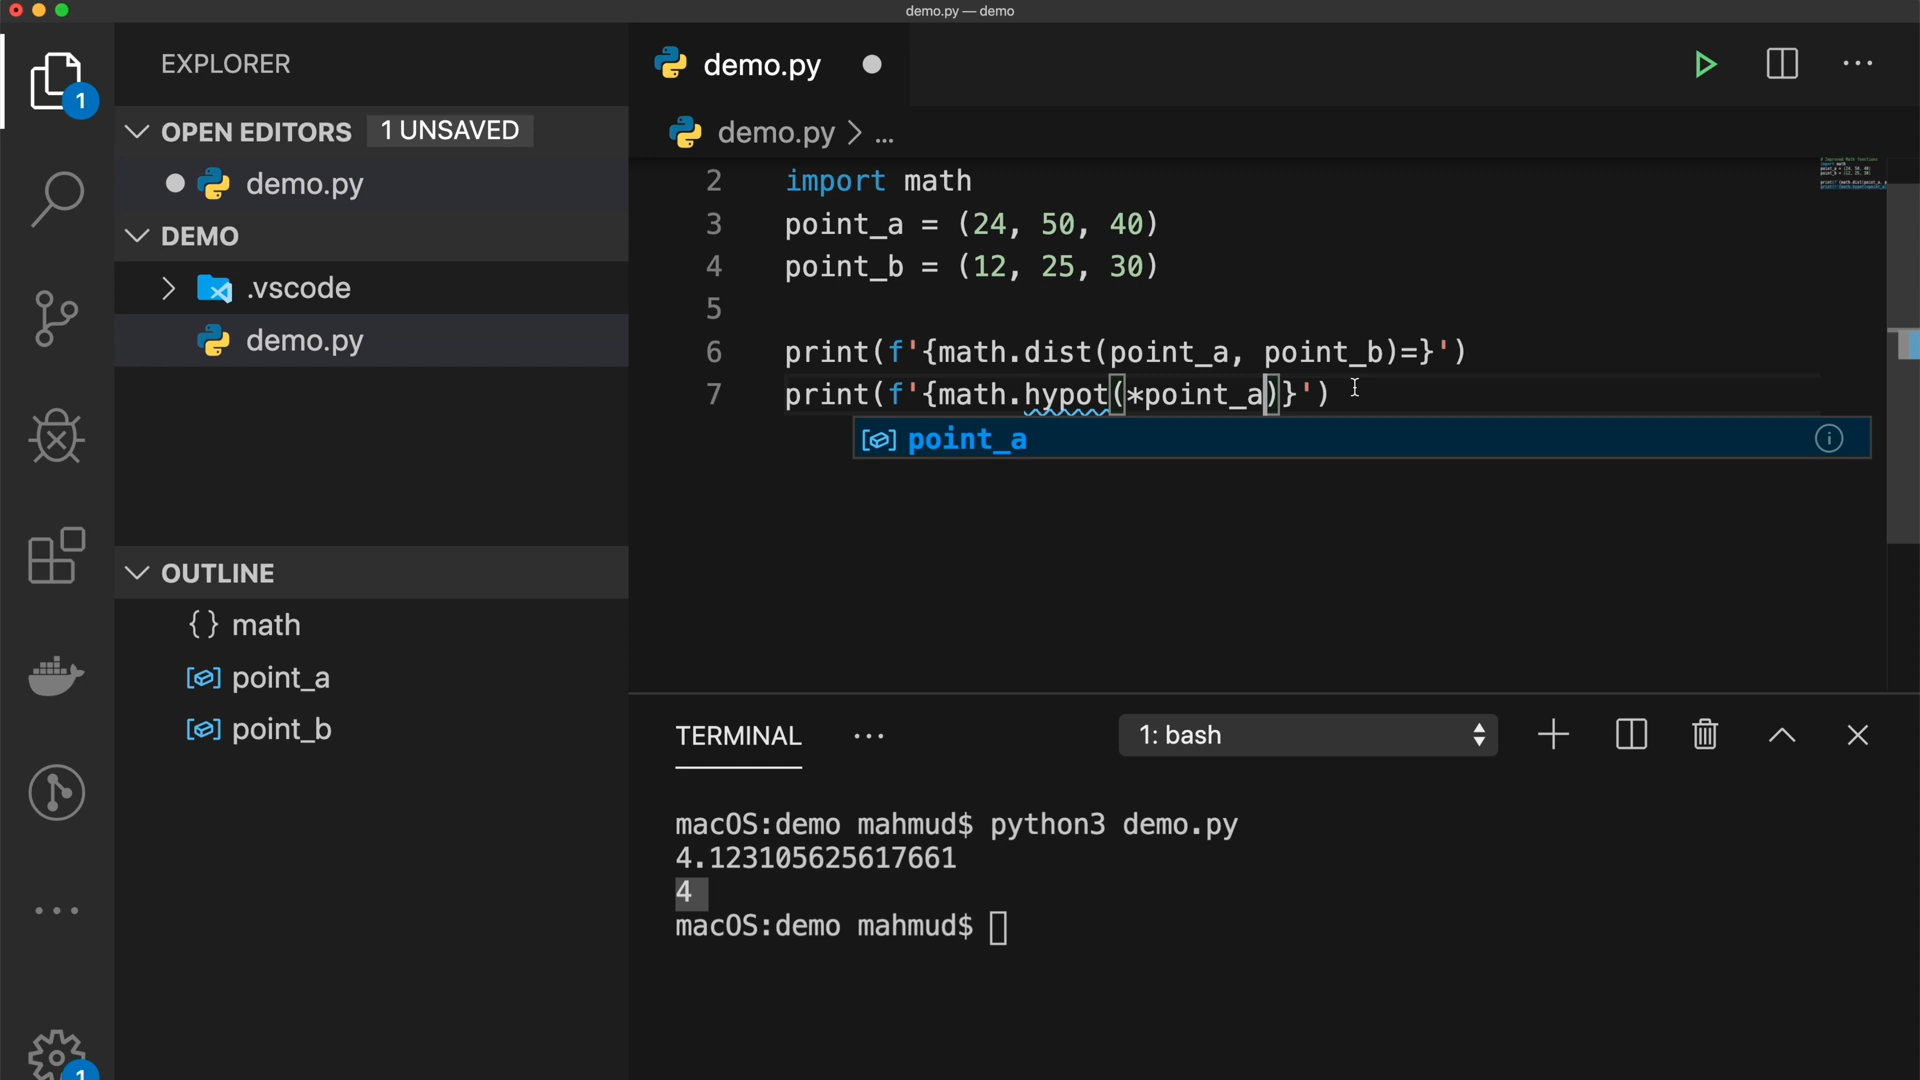 demo.py — demo
EXPLORER
1
OPEN EDITORS 1 UNSAVED
demo.py
DEMO
.vscode
demo.py
OUTLINE
{} math
point_a
point_b
1
demo.py
demo.py > ...
2 import math
3 point_a = (24, 50, 40)
4 point_b = (12, 25, 30)
5
6 print(f'{math.dist(point_a, point_b)=}')
7 print(f'{math.hypot(*point_a)}')
point_a
TERMINAL ... 1: bash
macOS:demo mahmud$ python3 demo.py
4.123105625617661
4
macOS:demo mahmud$